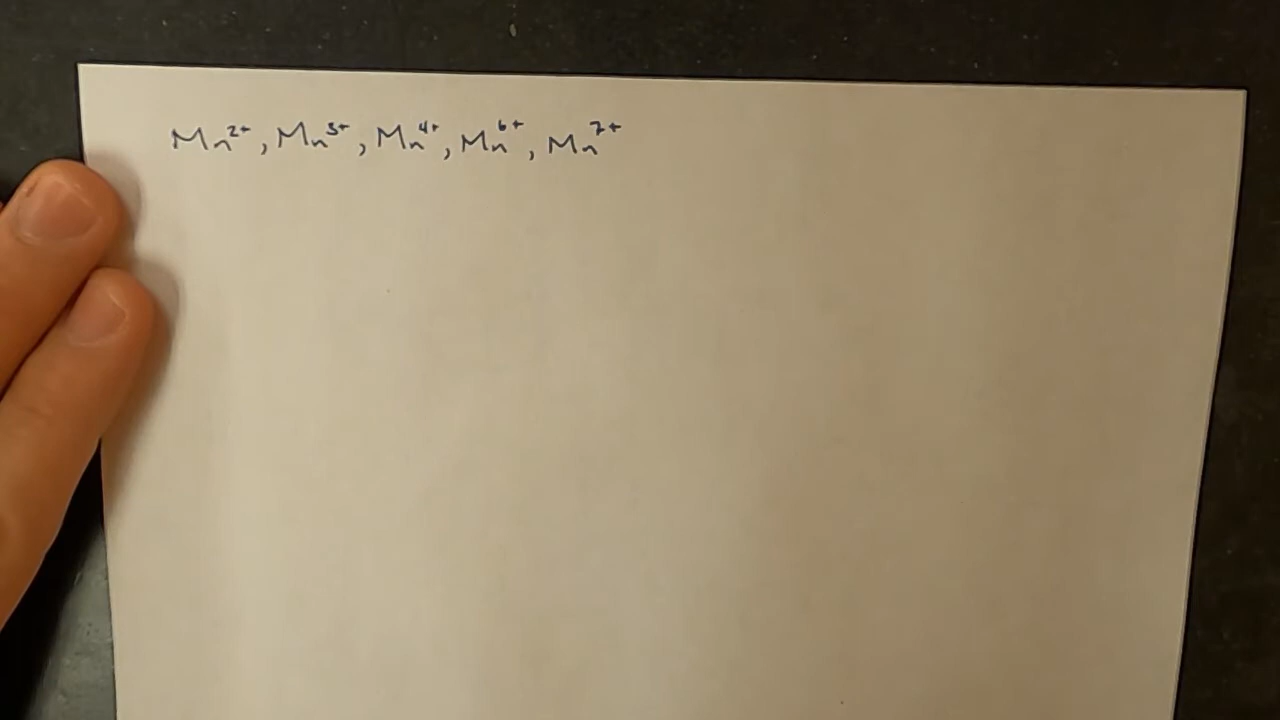 Mn²⁺, Mn³⁺, Mn⁴⁺, Mn⁶⁺, Mn⁷⁺